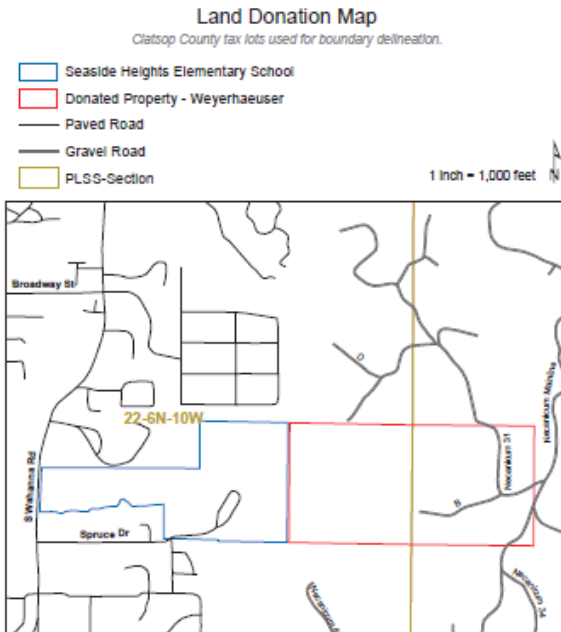 Land Donation Map
Clatsop County tax lots used for boundary delineation.
Seaside Heights Elementary School
Donated Property - Weyerhaeuser
Paved Road
Gravel Road
PLSS-Section
1 inch = 1,000 feet
N
Broadway St
D
22-6N-10W
Necanicum Mainline
Necanicum 31
S Wahanna Rd
B
Spruce Dr
Necanicum 34